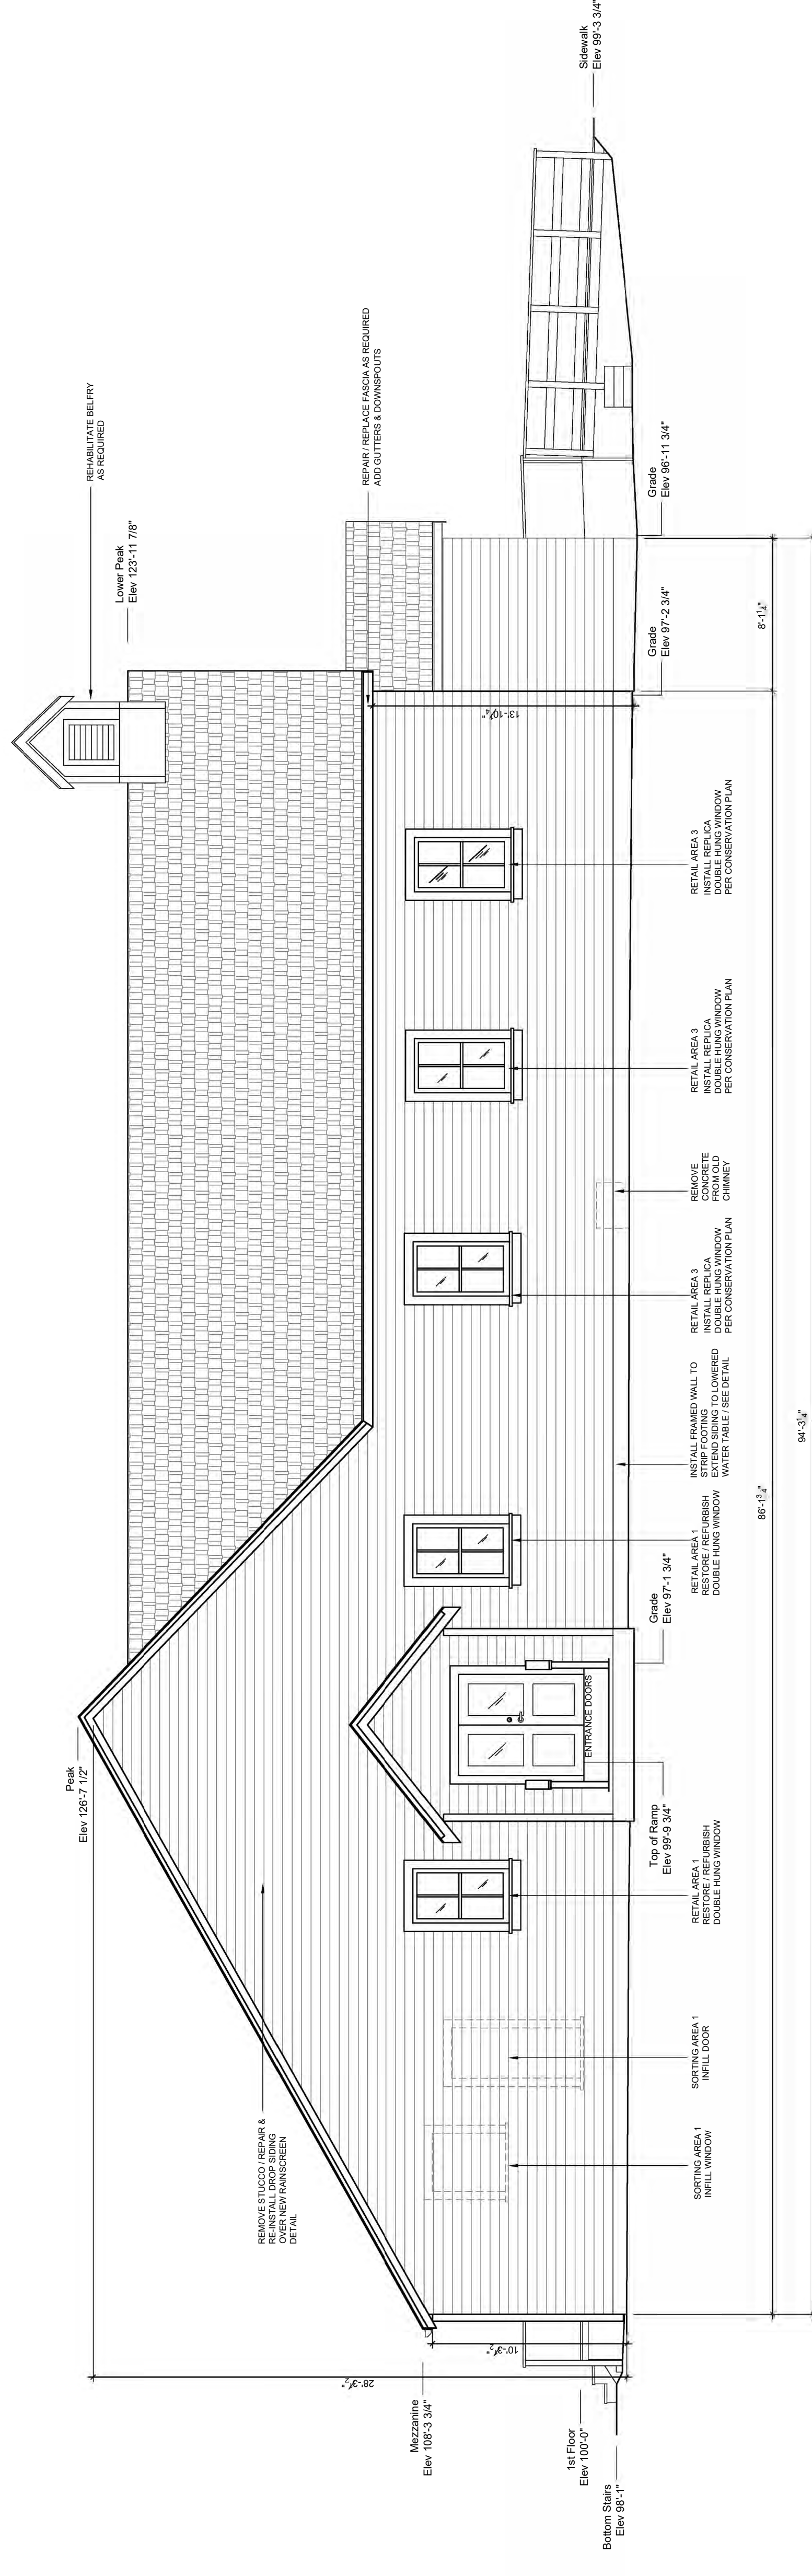 REHABILITATE BELFRY
AS REQUIRED
Lower Peak
Elev 123'-11 7/8"
Peak
Elev 126'-7 1/2"
REPAIR / REPLACE FASCIA AS REQUIRED
ADD GUTTERS & DOWNSPOUTS
REMOVE STUCCO / REPAIR &
RE-INSTALL DROP SIDING
OVER NEW RAINSCREEN
DETAIL
Mezzanine
Elev 108'-3 3/4"
1st Floor
Elev 100'-0"
Bottom Stairs
Elev 98'-1"
Sidewalk
Elev 99'-3 3/4"
28'-3 1/2"
10'-3 1/2"
13'-10 3/4"
ENTRANCE DOORS
Top of Ramp
Elev 99'-9 3/4"
Grade
Elev 97'-1 3/4"
Grade
Elev 97'-2 3/4"
Grade
Elev 96'-11 3/4"
SORTING AREA 1
INFILL WINDOW
SORTING AREA 1
INFILL DOOR
RETAIL AREA 1
RESTORE / REFURBISH
DOUBLE HUNG WINDOW
RETAIL AREA 1
RESTORE / REFURBISH
DOUBLE HUNG WINDOW
INSTALL FRAMED WALL TO
STRIP FOOTING
EXTEND SIDING TO LOWERED
WATER TABLE / SEE DETAIL
RETAIL AREA 3
INSTALL REPLICA
DOUBLE HUNG WINDOW
PER CONSERVATION PLAN
REMOVE
CONCRETE
FROM OLD
CHIMNEY
RETAIL AREA 3
INSTALL REPLICA
DOUBLE HUNG WINDOW
PER CONSERVATION PLAN
RETAIL AREA 3
INSTALL REPLICA
DOUBLE HUNG WINDOW
PER CONSERVATION PLAN
86'-1 3/4"
8'-1 1/4"
94'-3 1/4"